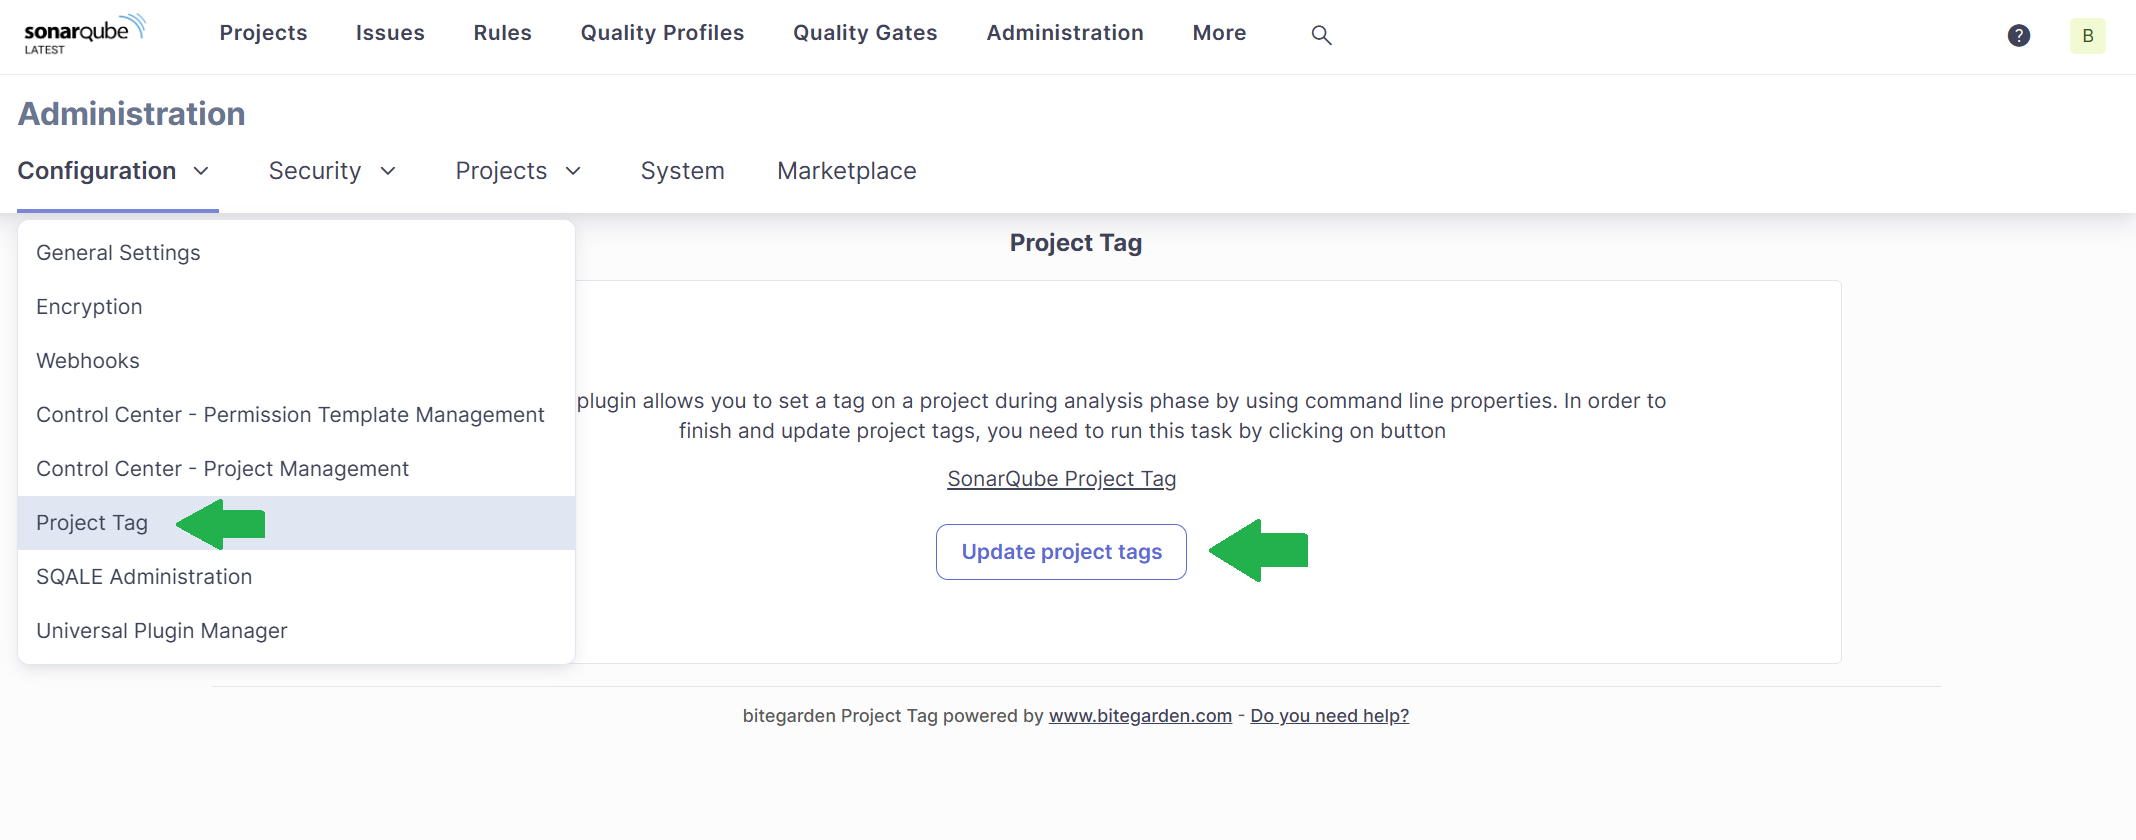 sonarqube
LATEST
Projects Issues Rules Quality Profiles Quality Gates Administration More ? B
Administration
Configuration Security Projects System Marketplace
General Settings
Encryption
Webhooks
Control Center - Permission Template Management
Control Center - Project Management
Project Tag
SQALE Administration
Universal Plugin Manager
Project Tag
plugin allows you to set a tag on a project during analysis phase by using command line properties. In order to
finish and update project tags, you need to run this task by clicking on button
SonarQube Project Tag
Update project tags
bitegarden Project Tag powered by www.bitegarden.com - Do you need help?